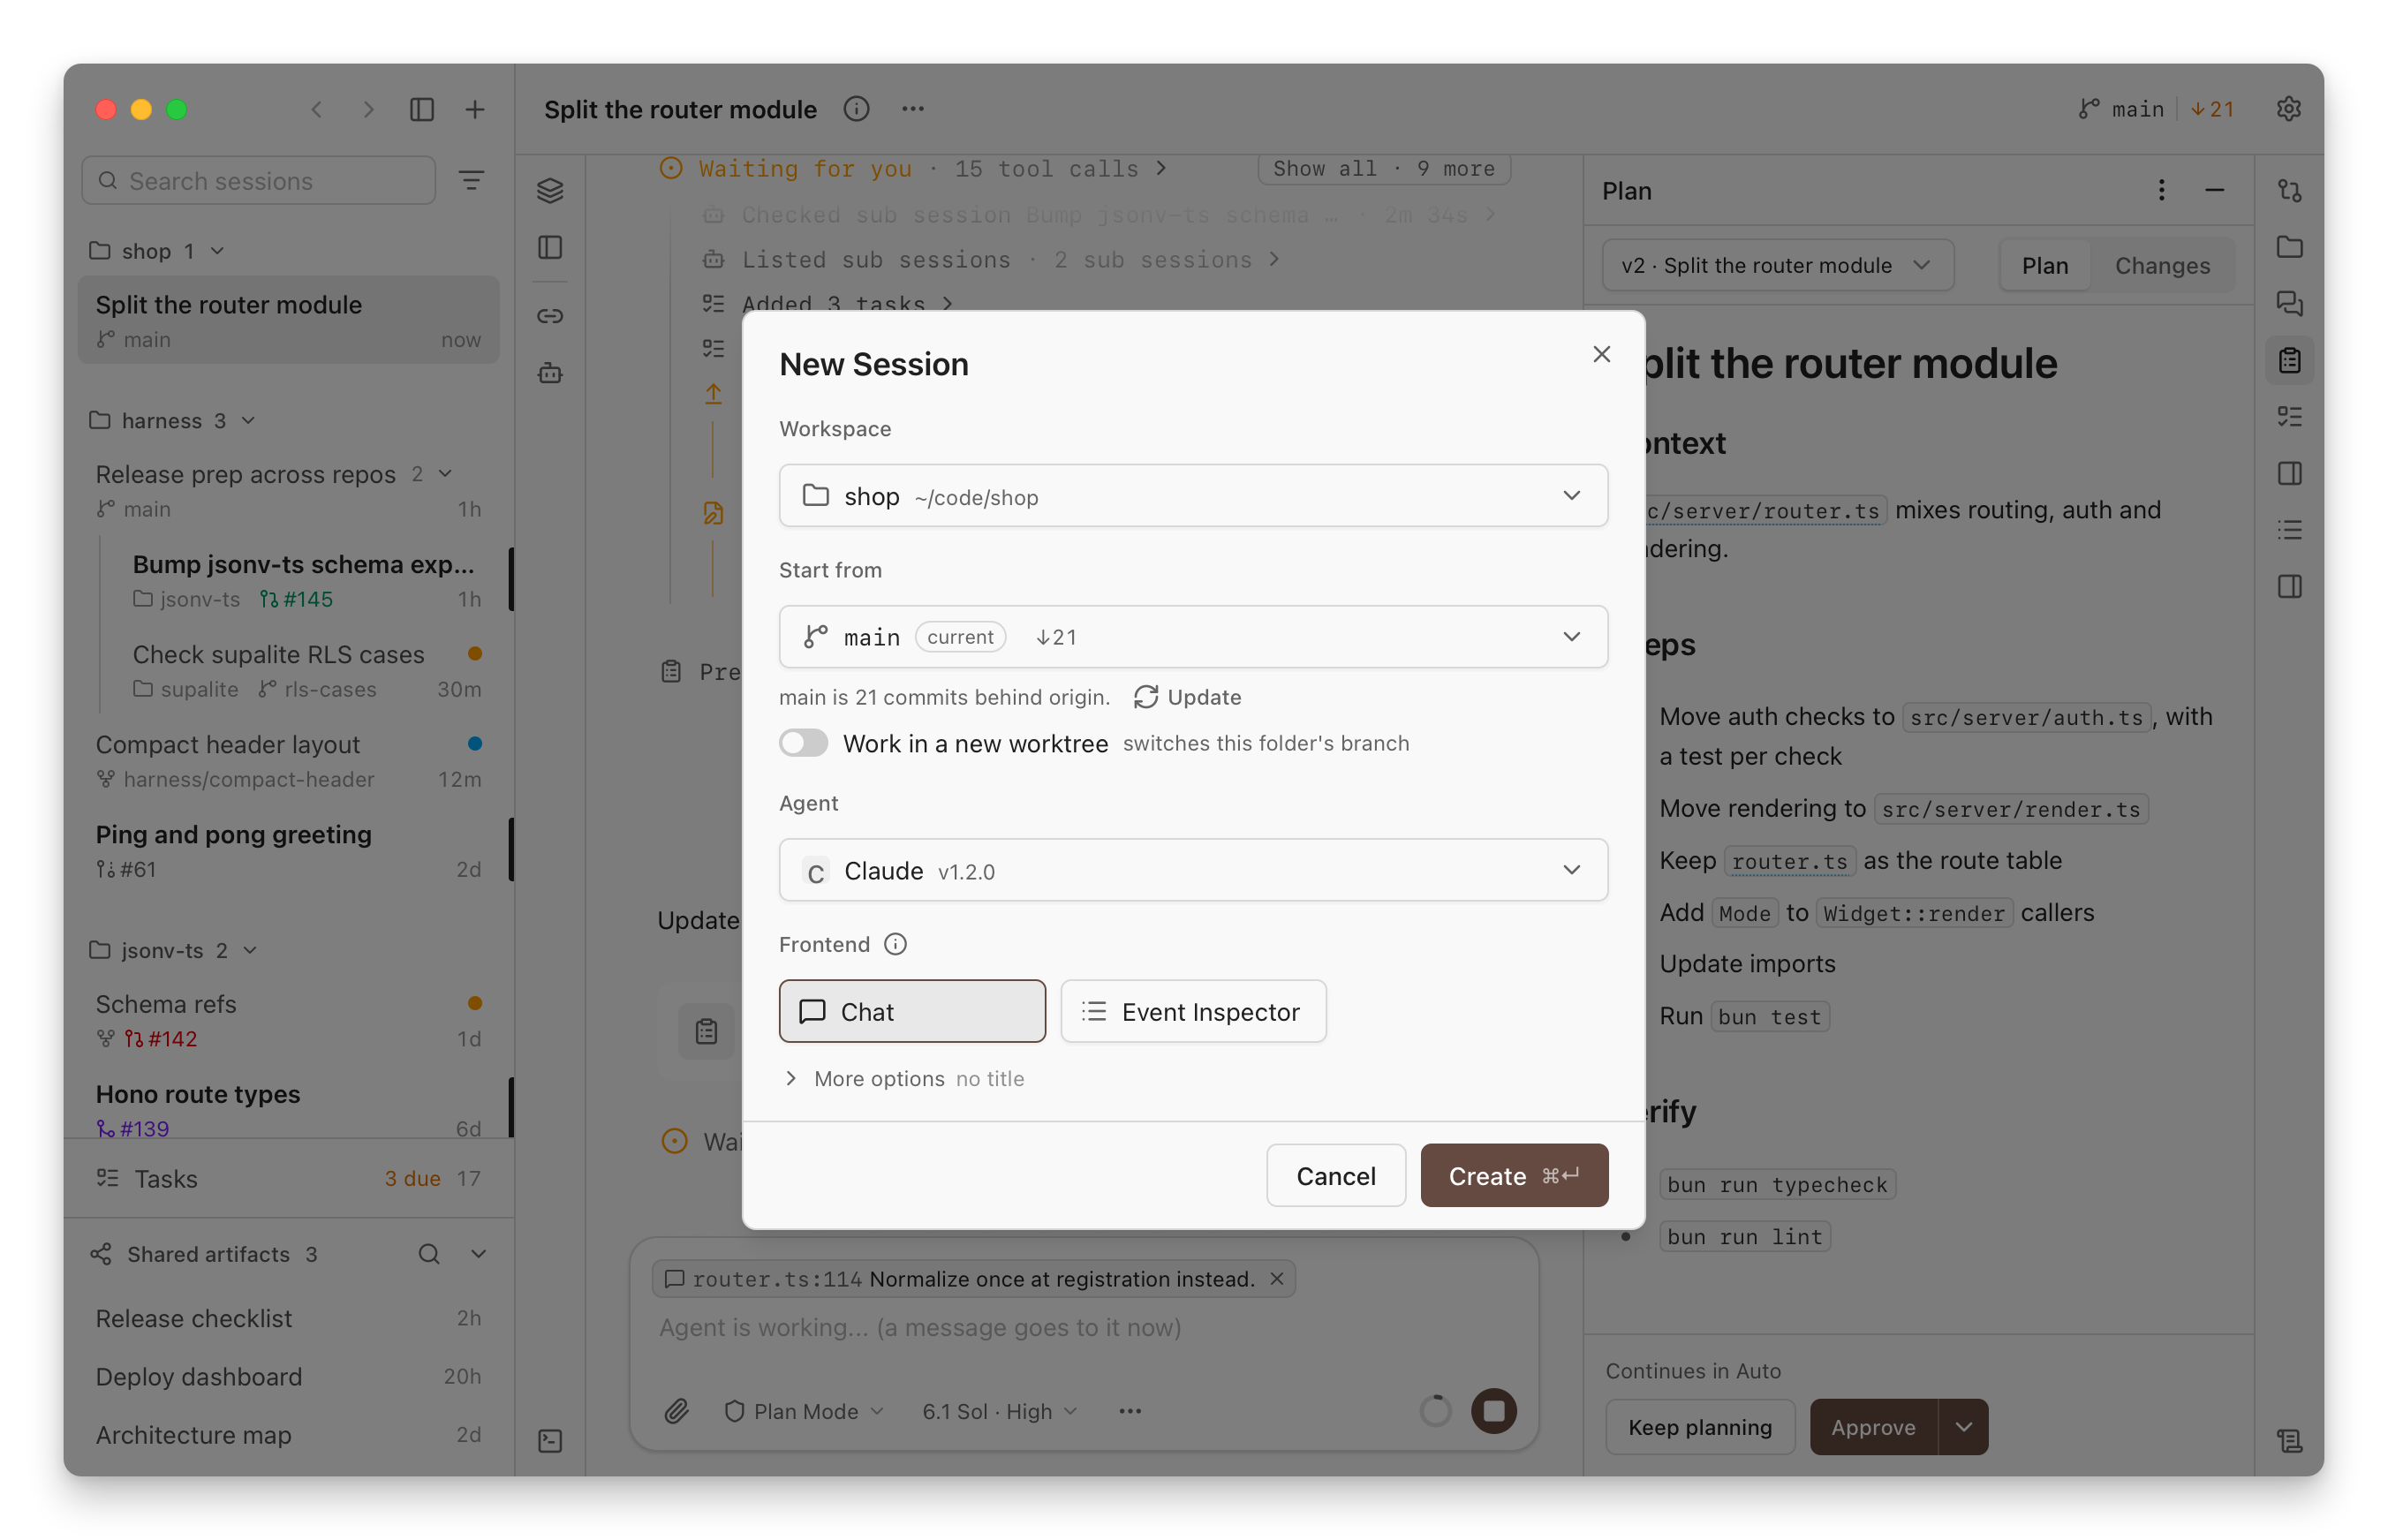 Split the router module
main
21
Search sessions
shop 1
Split the router module
main now
harness 3
Release prep across repos 2
main 1h
Bump jsonv-ts schema exp...
jsonv-ts #145 1h
Check supalite RLS cases
supalite rls-cases 30m
Compact header layout
harness/compact-header 12m
Ping and pong greeting
#61 2d
jsonv-ts 2
Schema refs
#142 1d
Hono route types
#139 6d
Tasks 3 due 17
Shared artifacts 3
Release checklist 2h
Deploy dashboard 20h
Architecture map 2d
Waiting for you · 15 tool calls
Show all · 9 more
Checked sub session Bump jsonv-ts schema … · 2m 34s
Listed sub sessions · 2 sub sessions
Added 3 tasks
Pre
Update
Wai
New Session
Workspace
shop ~/code/shop
Start from
main current ↓21
main is 21 commits behind origin. Update
Work in a new worktree switches this folder's branch
Agent
C Claude v1.2.0
Frontend
Chat
Event Inspector
More options no title
Cancel
Create ⌘↵
router.ts:114 Normalize once at registration instead.
Agent is working... (a message goes to it now)
Plan Mode
6.1 Sol · High
Plan
v2 · Split the router module
Plan
Changes
plit the router module
ontext
c/server/router.ts mixes routing, auth and
dering.
eps
Move auth checks to src/server/auth.ts, with
a test per check
Move rendering to src/server/render.ts
Keep router.ts as the route table
Add Mode to Widget::render callers
Update imports
Run bun test
erify
bun run typecheck
• bun run lint
Continues in Auto
Keep planning
Approve